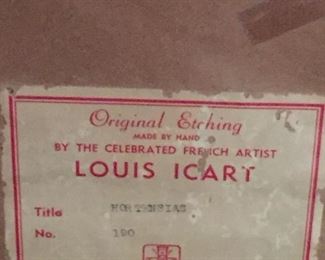 Original Etching
MADE BY HAND
BY THE CELEBRATED FRENCH ARTIST
LOUIS ICART
Title HORTENSIAS
No. 190